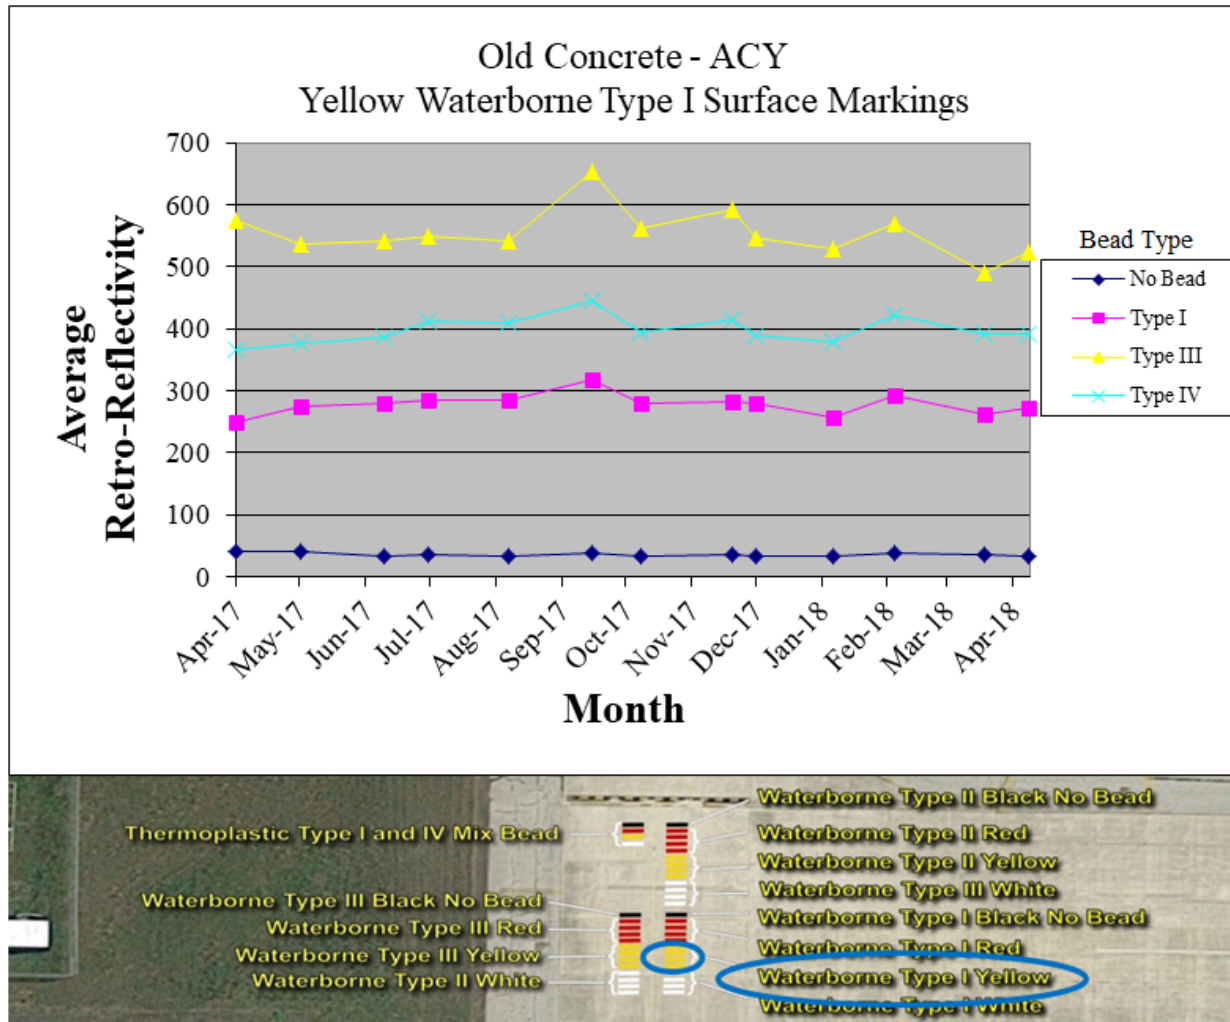 Old Concrete - ACY
Yellow Waterborne Type I Surface Markings
700
600
500
400
300
200
100
0
Average
Retro-Reflectivity
Apr-17
May-17
Jun-17
Jul-17
Aug-17
Sep-17
Oct-17
Nov-17
Dec-17
Jan-18
Feb-18
Mar-18
Apr-18
Month
Bead Type
No Bead
Type I
Type III
Type IV
Waterborne Type II Black No Bead
Thermoplastic Type I and IV Mix Bead
Waterborne Type II Red
Waterborne Type II Yellow
Waterborne Type III White
Waterborne Type III Black No Bead
Waterborne Type I Black No Bead
Waterborne Type III Red
Waterborne Type I Red
Waterborne Type III Yellow
Waterborne Type I Yellow
Waterborne Type II White
Waterborne Type I White